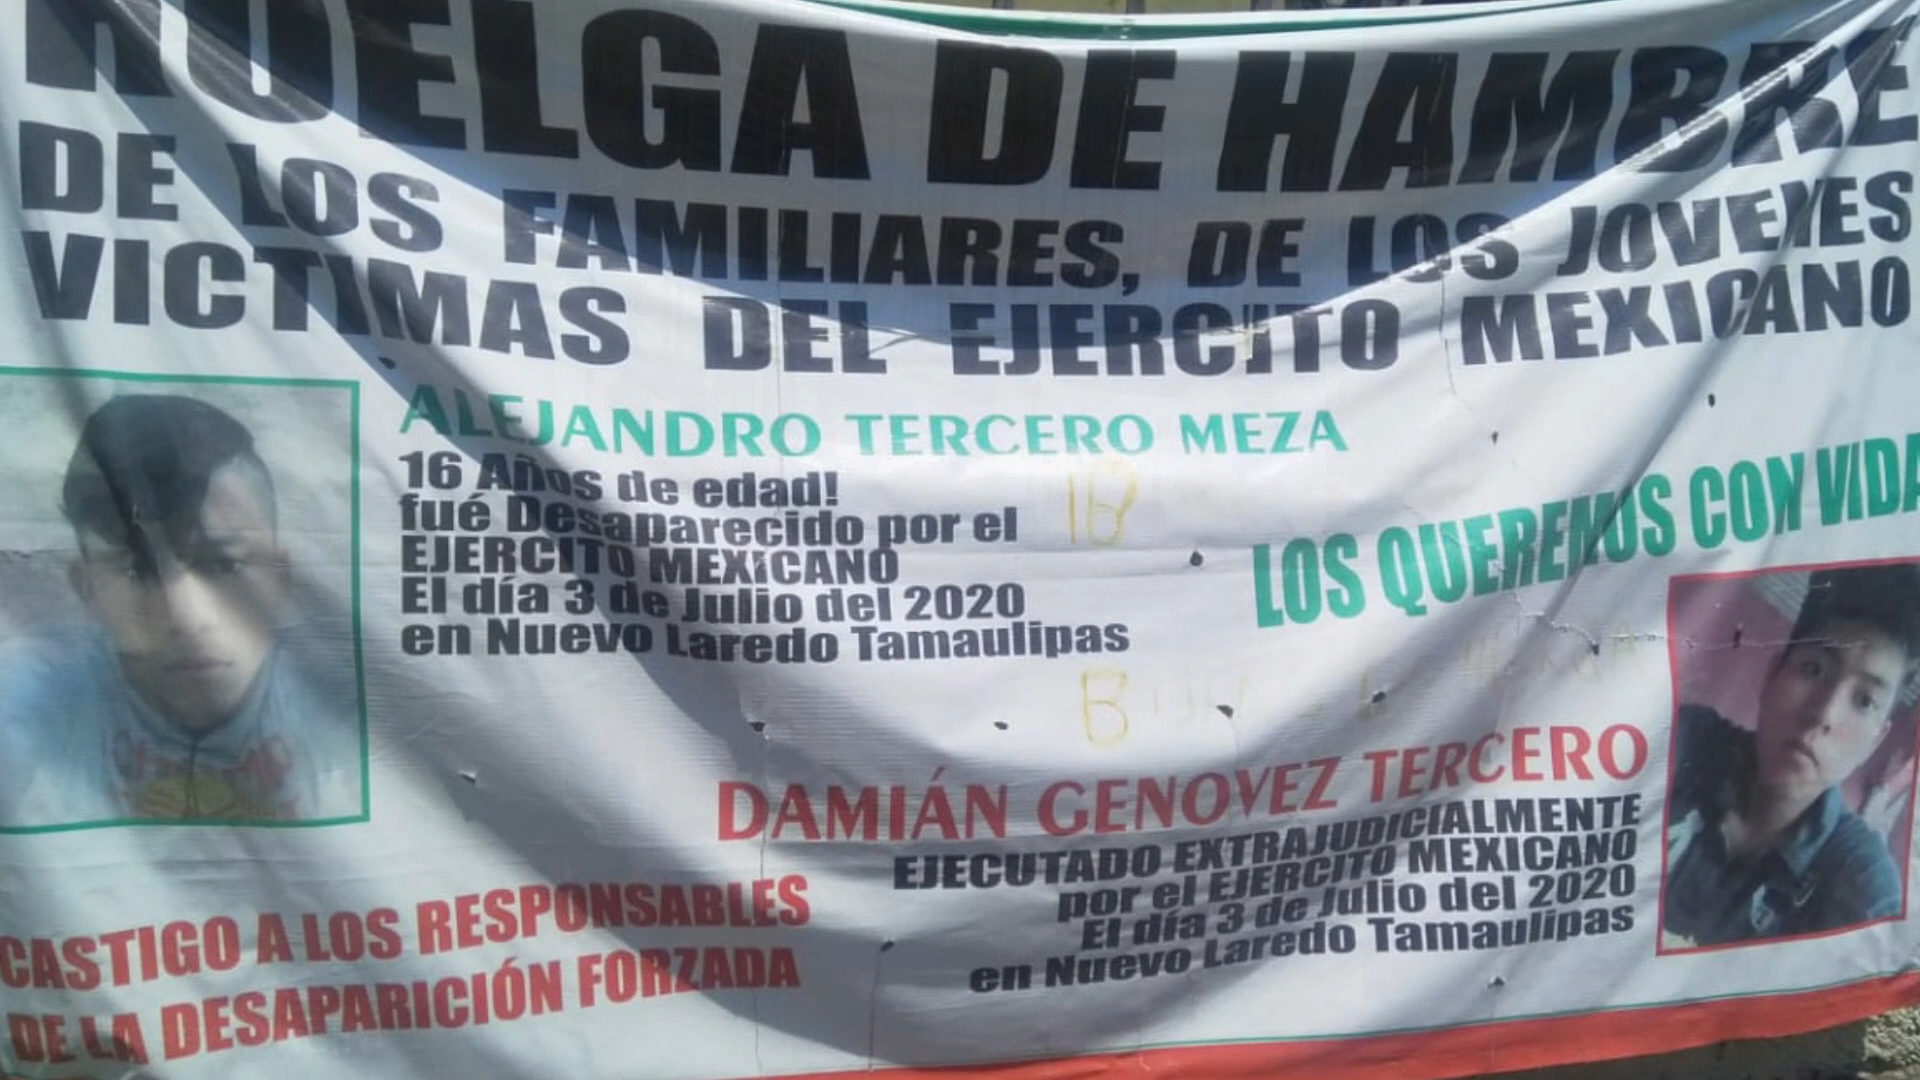 HUELGA DE HAMBRE
DE LOS FAMILIARES, DE LOS JOVENES
VICTIMAS DEL EJERCITO MEXICANO
ALEJANDRO TERCERO MEZA
16 Años de edad!
fué Desaparecido por el
EJERCITO MEXICANO
El día 3 de Julio del 2020
en Nuevo Laredo Tamaulipas
LOS QUEREMOS CON VIDA
DAMIÁN GENOVEZ TERCERO
EJECUTADO EXTRAJUDICIALMENTE
por el EJERCITO MEXICANO
El día 3 de Julio del 2020
en Nuevo Laredo Tamaulipas
CASTIGO A LOS RESPONSABLES
DE LA DESAPARICIÓN FORZADA